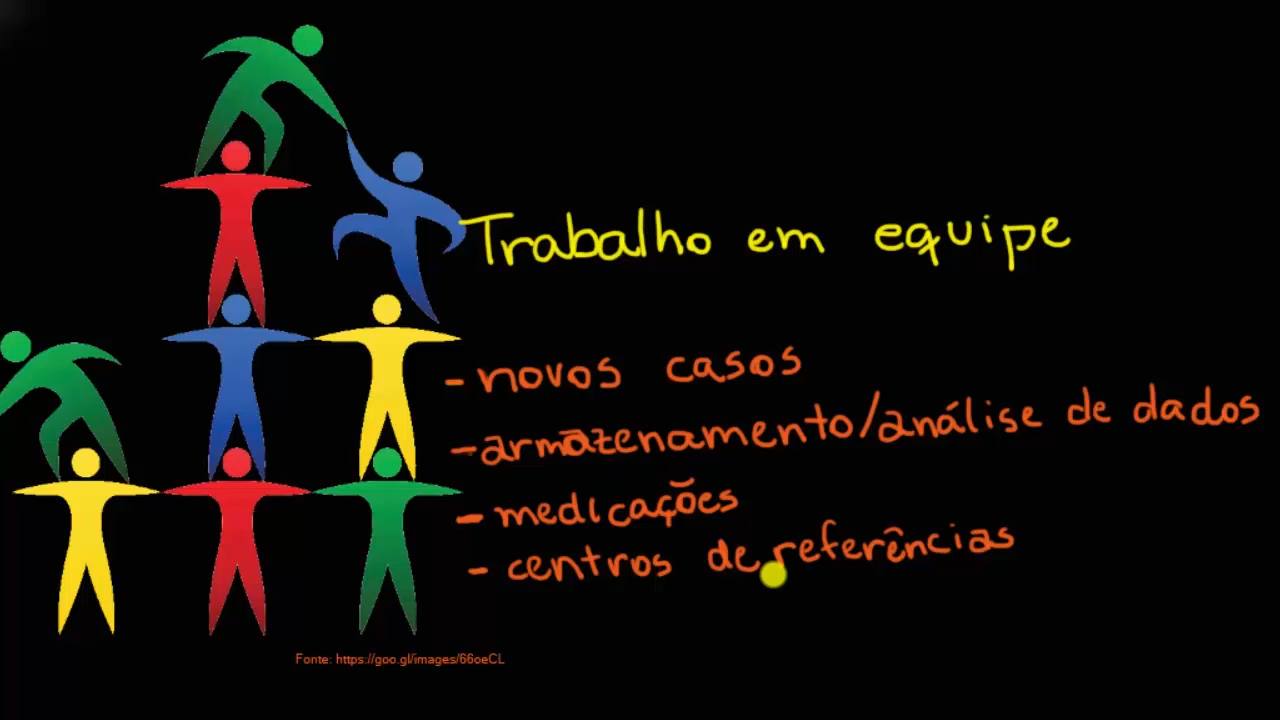 Trabalho em equipe
- novos casos
- armazenamento/análise de dados
- medicações
- centros de referências
Fonte: https://goo.gl/images/66oeCL